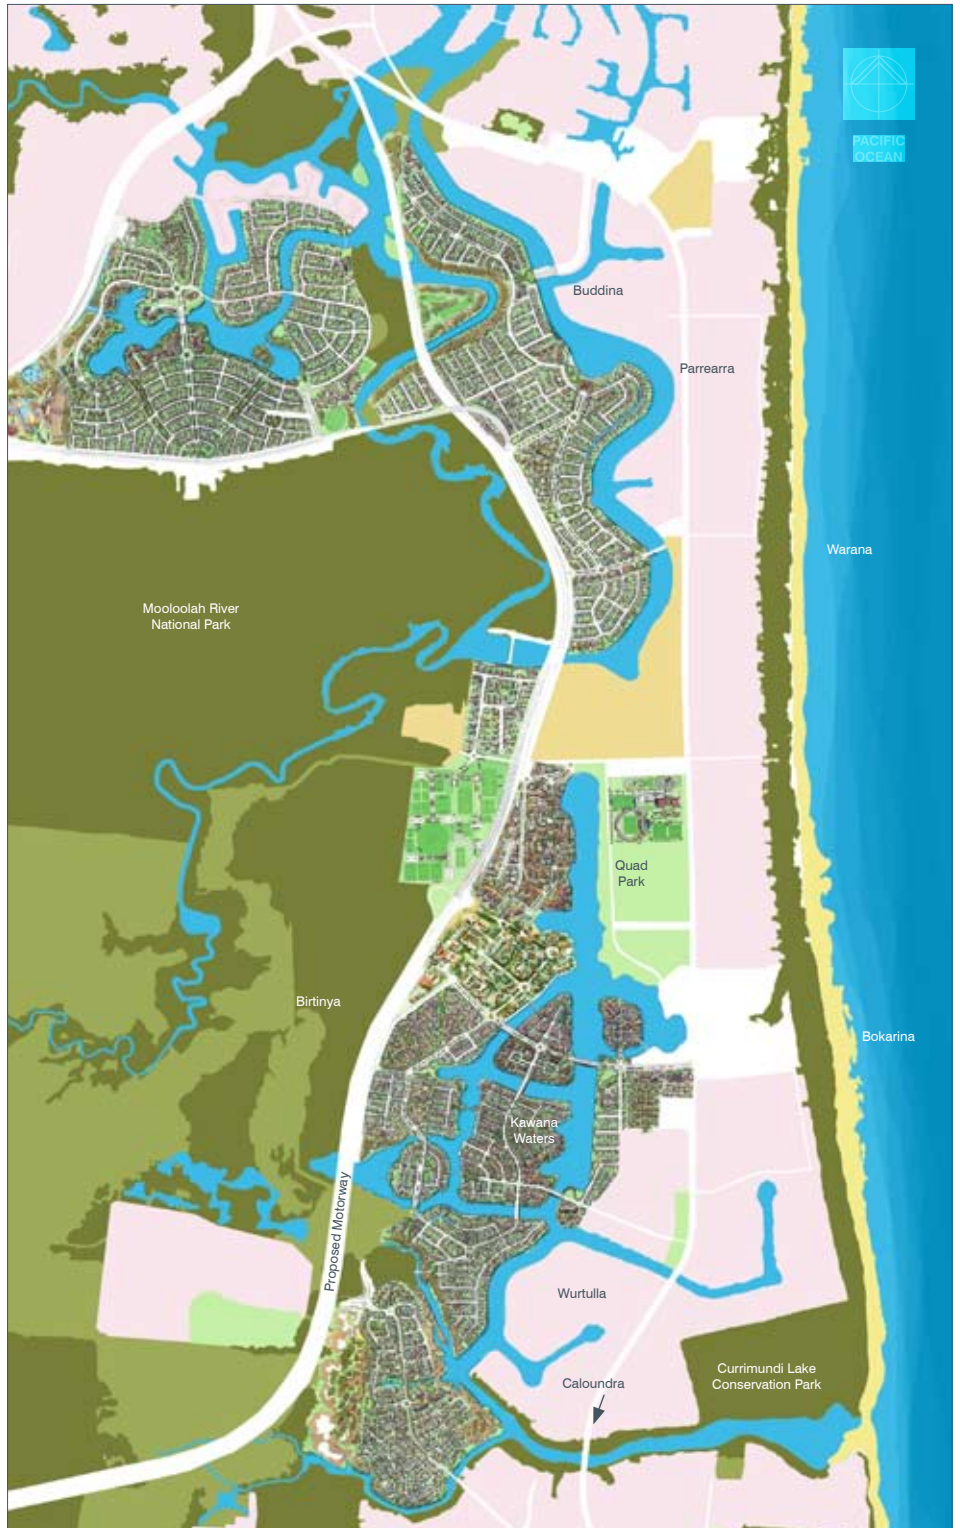 PACIFIC
OCEAN
Buddina
Parrearra
Warana
Mooloolah River
National Park
Quad
Park
Birtinya
Bokarina
Kawana
Waters
Proposed Motorway
Wurtulla
Currimundi Lake
Conservation Park
Caloundra